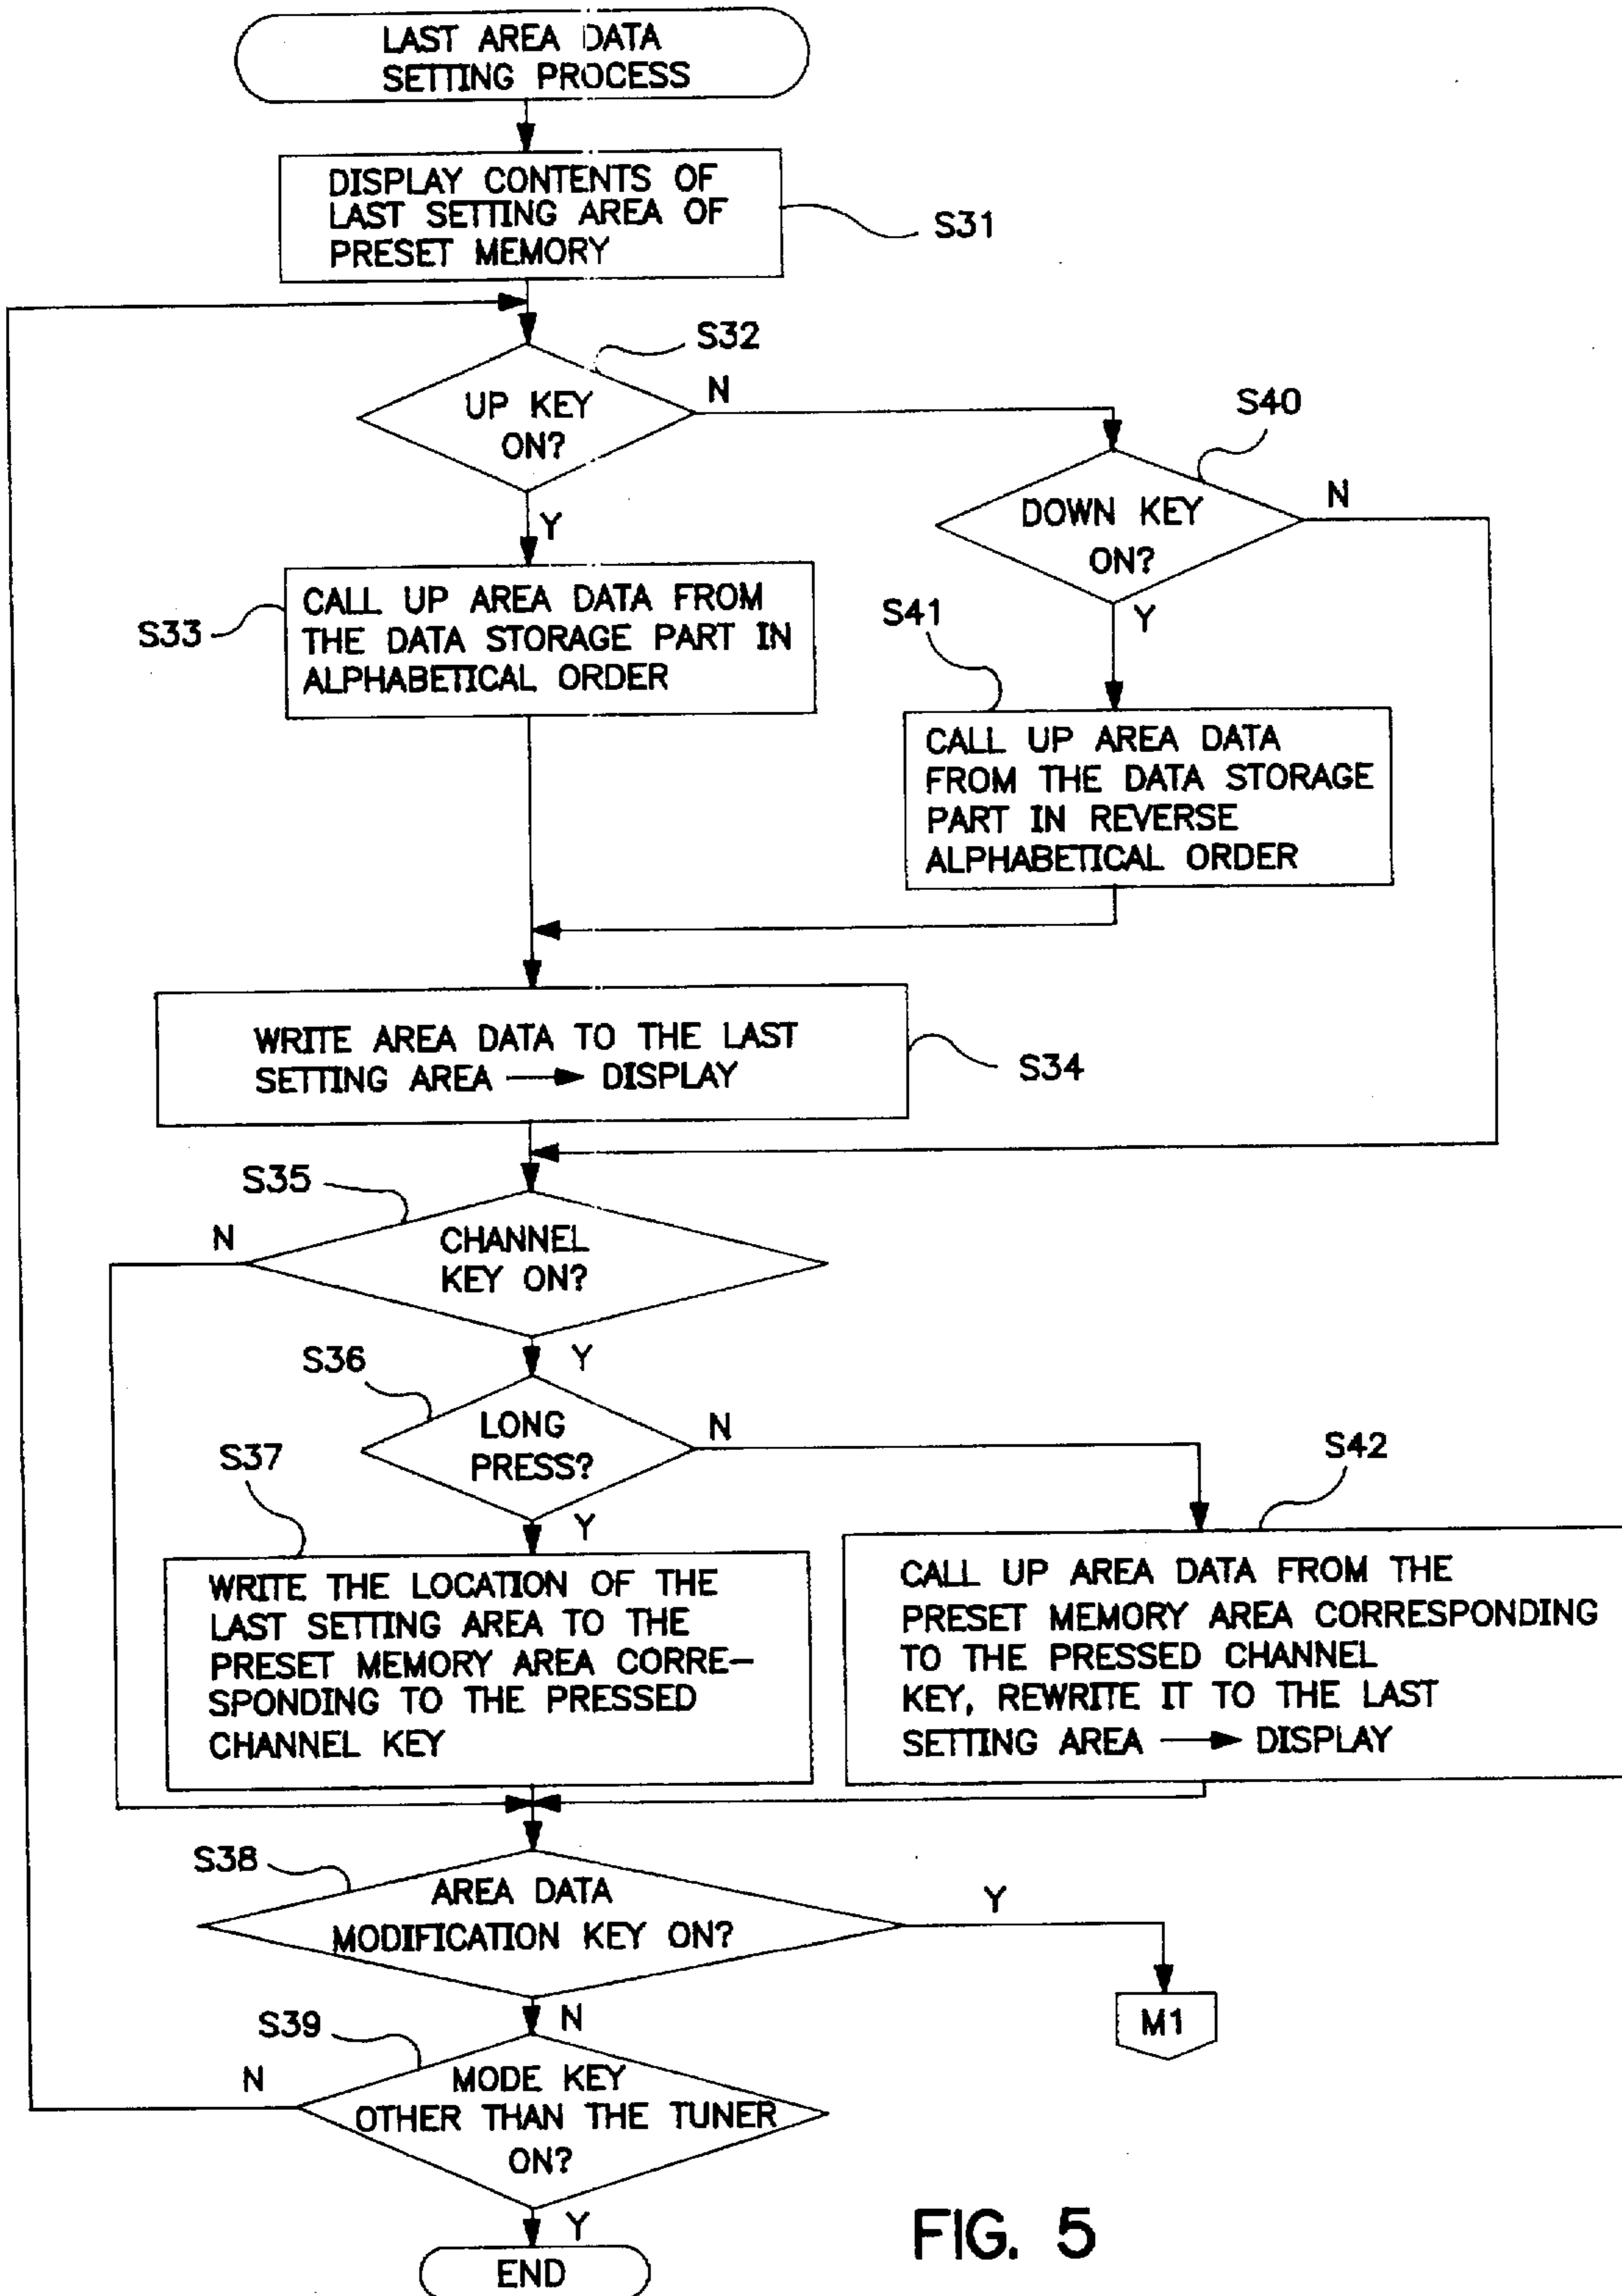 LAST AREA DATA
SETTING PROCESS
DISPLAY CONTENTS OF
LAST SETTING AREA OF
PRESET MEMORY
S31
S32
UP KEY
ON?
N
Y
S40
DOWN KEY
ON?
N
Y
S33
CALL UP AREA DATA FROM
THE DATA STORAGE PART IN
ALPHABETICAL ORDER
S41
CALL UP AREA DATA
FROM THE DATA STORAGE
PART IN REVERSE
ALPHABETICAL ORDER
WRITE AREA DATA TO THE LAST
SETTING AREA → DISPLAY
S34
S35
N
CHANNEL
KEY ON?
Y
S36
LONG
PRESS?
N
Y
S37
WRITE THE LOCATION OF THE
LAST SETTING AREA TO THE
PRESET MEMORY AREA CORRE-
SPONDING TO THE PRESSED
CHANNEL KEY
S42
CALL UP AREA DATA FROM THE
PRESET MEMORY AREA CORRESPONDING
TO THE PRESSED CHANNEL
KEY, REWRITE IT TO THE LAST
SETTING AREA → DISPLAY
S38
AREA DATA
MODIFICATION KEY ON?
Y
N
M1
S39
N
MODE KEY
OTHER THAN THE TUNER
ON?
Y
END
FIG. 5